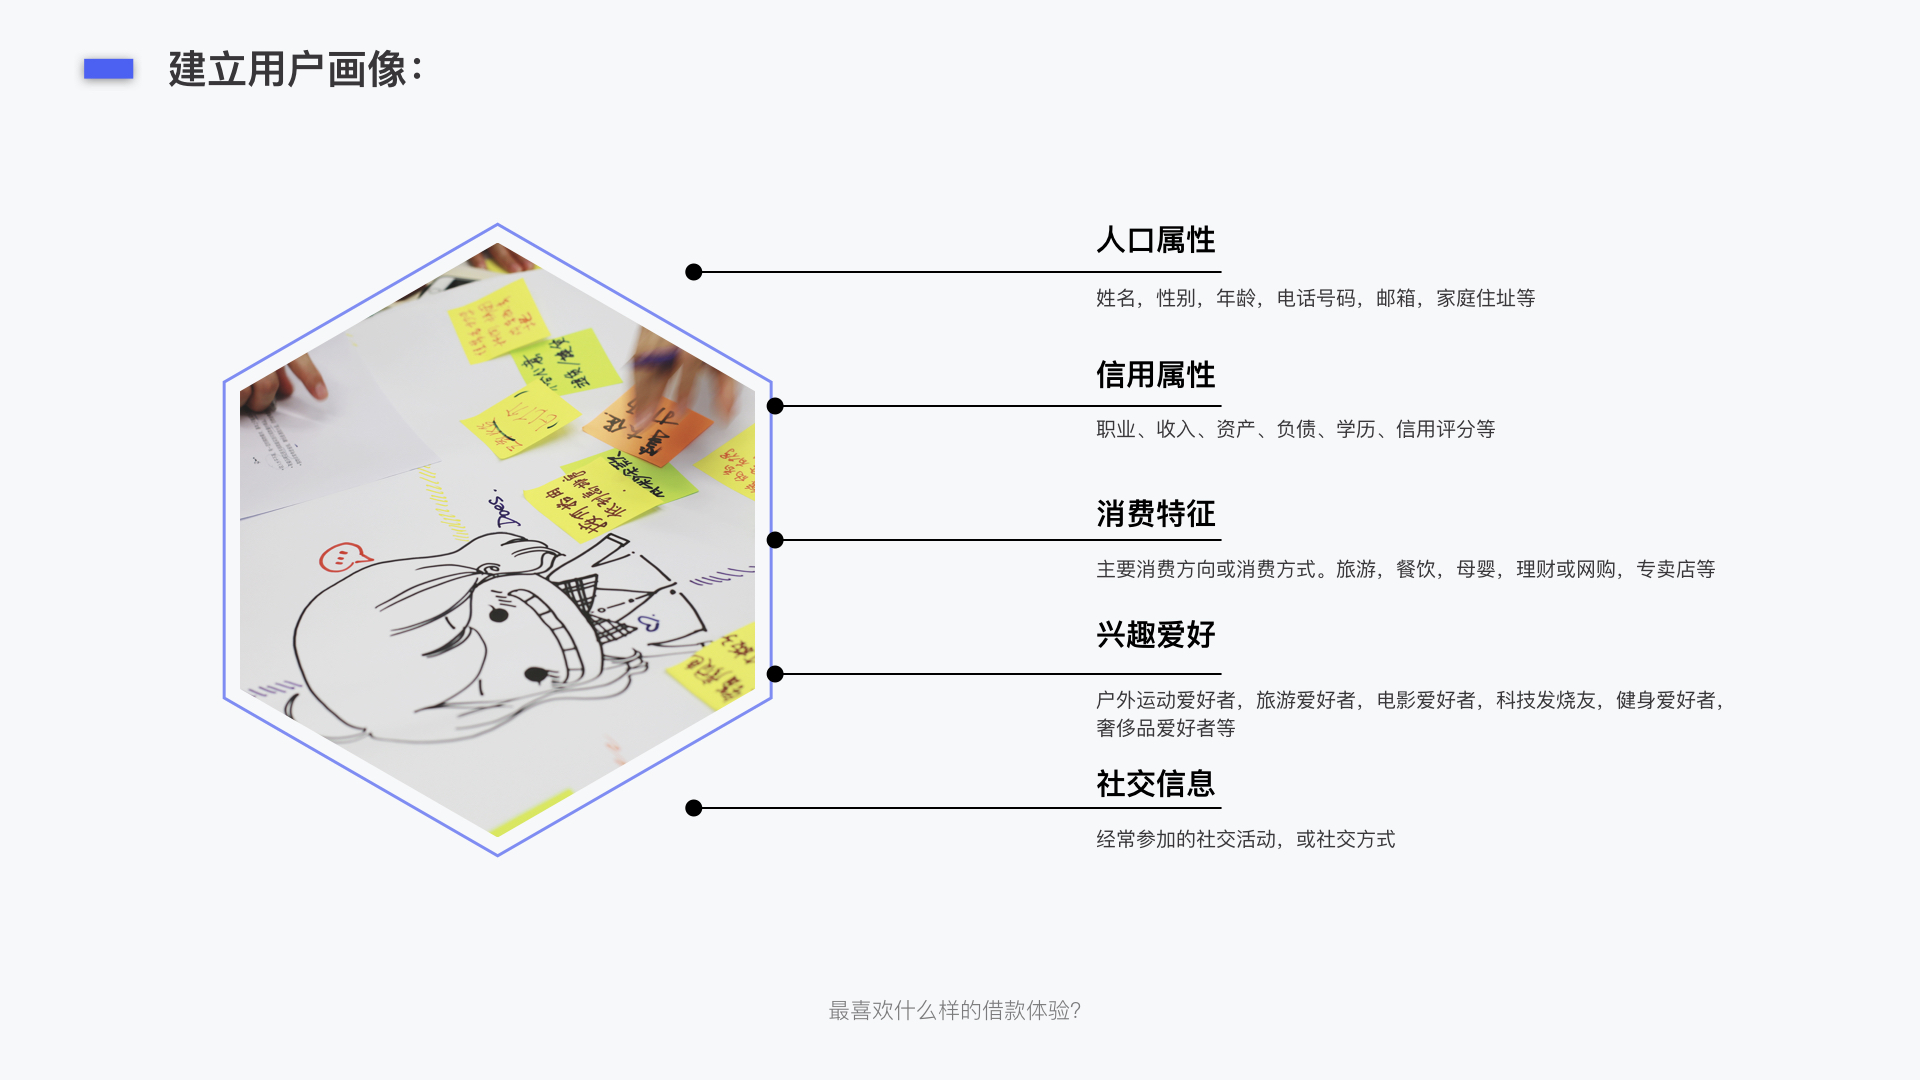 建立用户画像：
人口属性
姓名，性别，年龄，电话号码，邮箱，家庭住址等
信用属性
职业、收入、资产、负债、学历、信用评分等
消费特征
主要消费方向或消费方式。旅游，餐饮，母婴，理财或网购，专卖店等
兴趣爱好
户外运动爱好者，旅游爱好者，电影爱好者，科技发烧友，健身爱好者，
奢侈品爱好者等
社交信息
经常参加的社交活动，或社交方式
Does.
最喜欢什么样的借款体验？